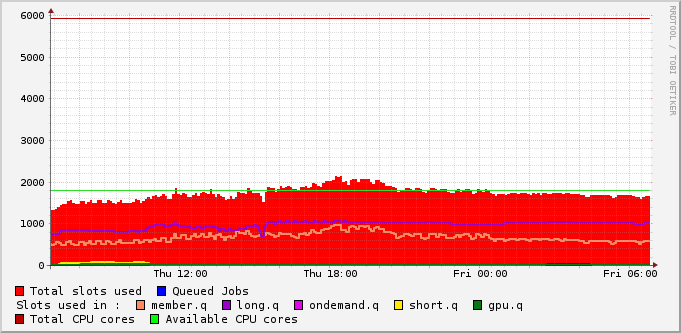 RRDTOOL / TOBI OETIKER
6000
5000
4000
3000
2000
1000
0
Thu 12:00 Thu 18:00 Fri 00:00 Fri 06:00
Total slots used Queued Jobs
Slots used in : member.q long.q ondemand.q short.q gpu.q
Total CPU cores Available CPU cores